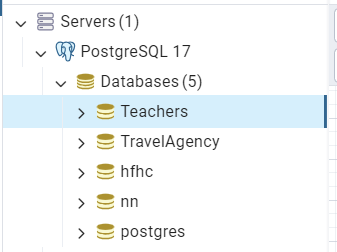 Servers (1)
PostgreSQL 17
Databases (5)
Teachers
TravelAgency
hfhc
nn
postgres